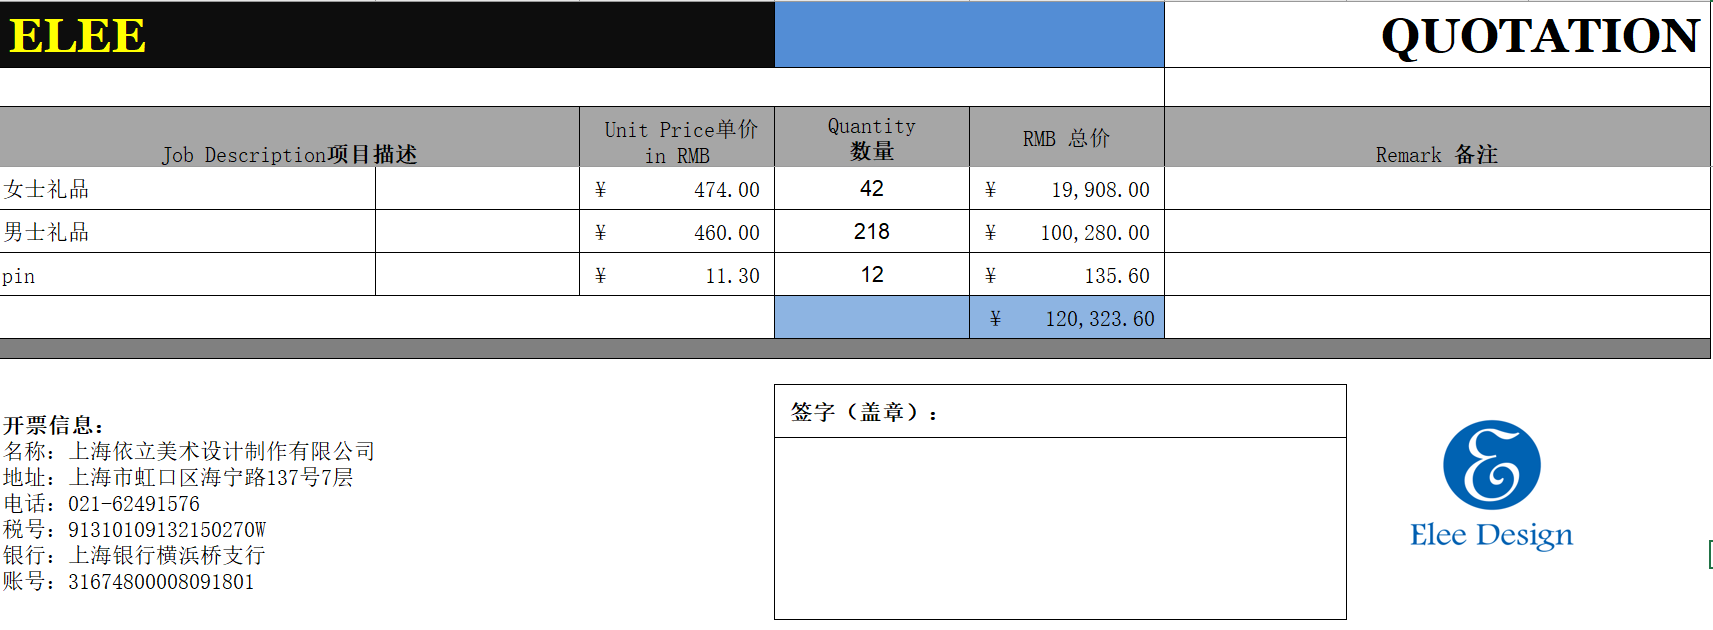 ELEE QUOTATION
Job Description项目描述 Unit Price单价 in RMB Quantity 数量 RMB 总价 Remark 备注
女士礼品 ¥ 474.00 42 ¥ 19,908.00
男士礼品 ¥ 460.00 218 ¥ 100,280.00
pin ¥ 11.30 12 ¥ 135.60
¥ 120,323.60
开票信息：
名称：上海依立美术设计制作有限公司
地址：上海市虹口区海宁路137号7层
电话：021-62491576
税号：91310109132150270W
银行：上海银行横浜桥支行
账号：31674800008091801
签字（盖章）：
Elee Design